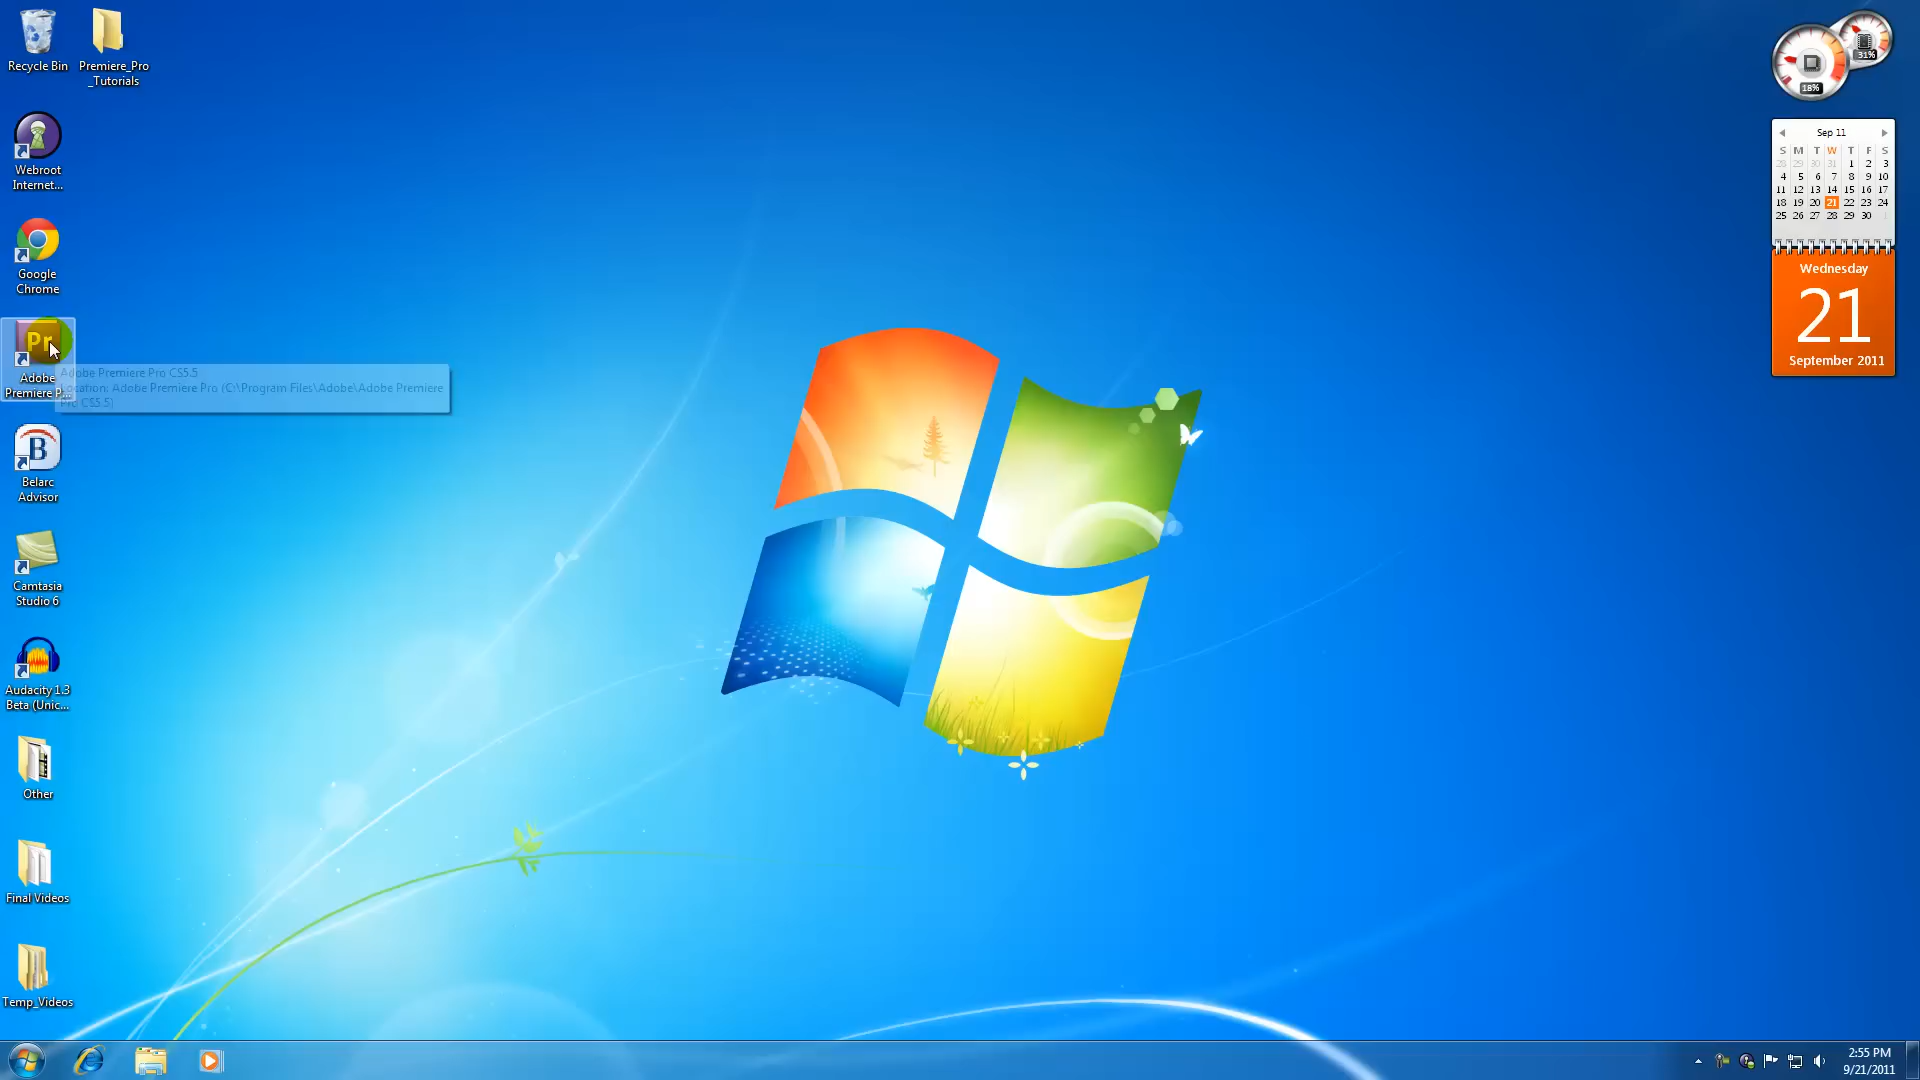 Recycle Bin
Premiere_Pro
_Tutorials
Webroot
Internet...
Google
Chrome
Pr
Adobe
Premiere P...
Adobe Premiere Pro CS5.5
Location: Adobe Premiere Pro (C:\Program Files\Adobe\Adobe Premiere
Pro CS5.5)
B
Belarc
Advisor
Camtasia
Studio 6
Audacity 1.3
Beta (Unic...
Other
Final Videos
Temp_Videos
31%
18%
Sep 11
S M T W T F S
28 29 30 31 1 2 3
4 5 6 7 8 9 10
11 12 13 14 15 16 17
18 19 20 21 22 23 24
25 26 27 28 29 30 1
Wednesday
21
September 2011
2:55 PM
9/21/2011